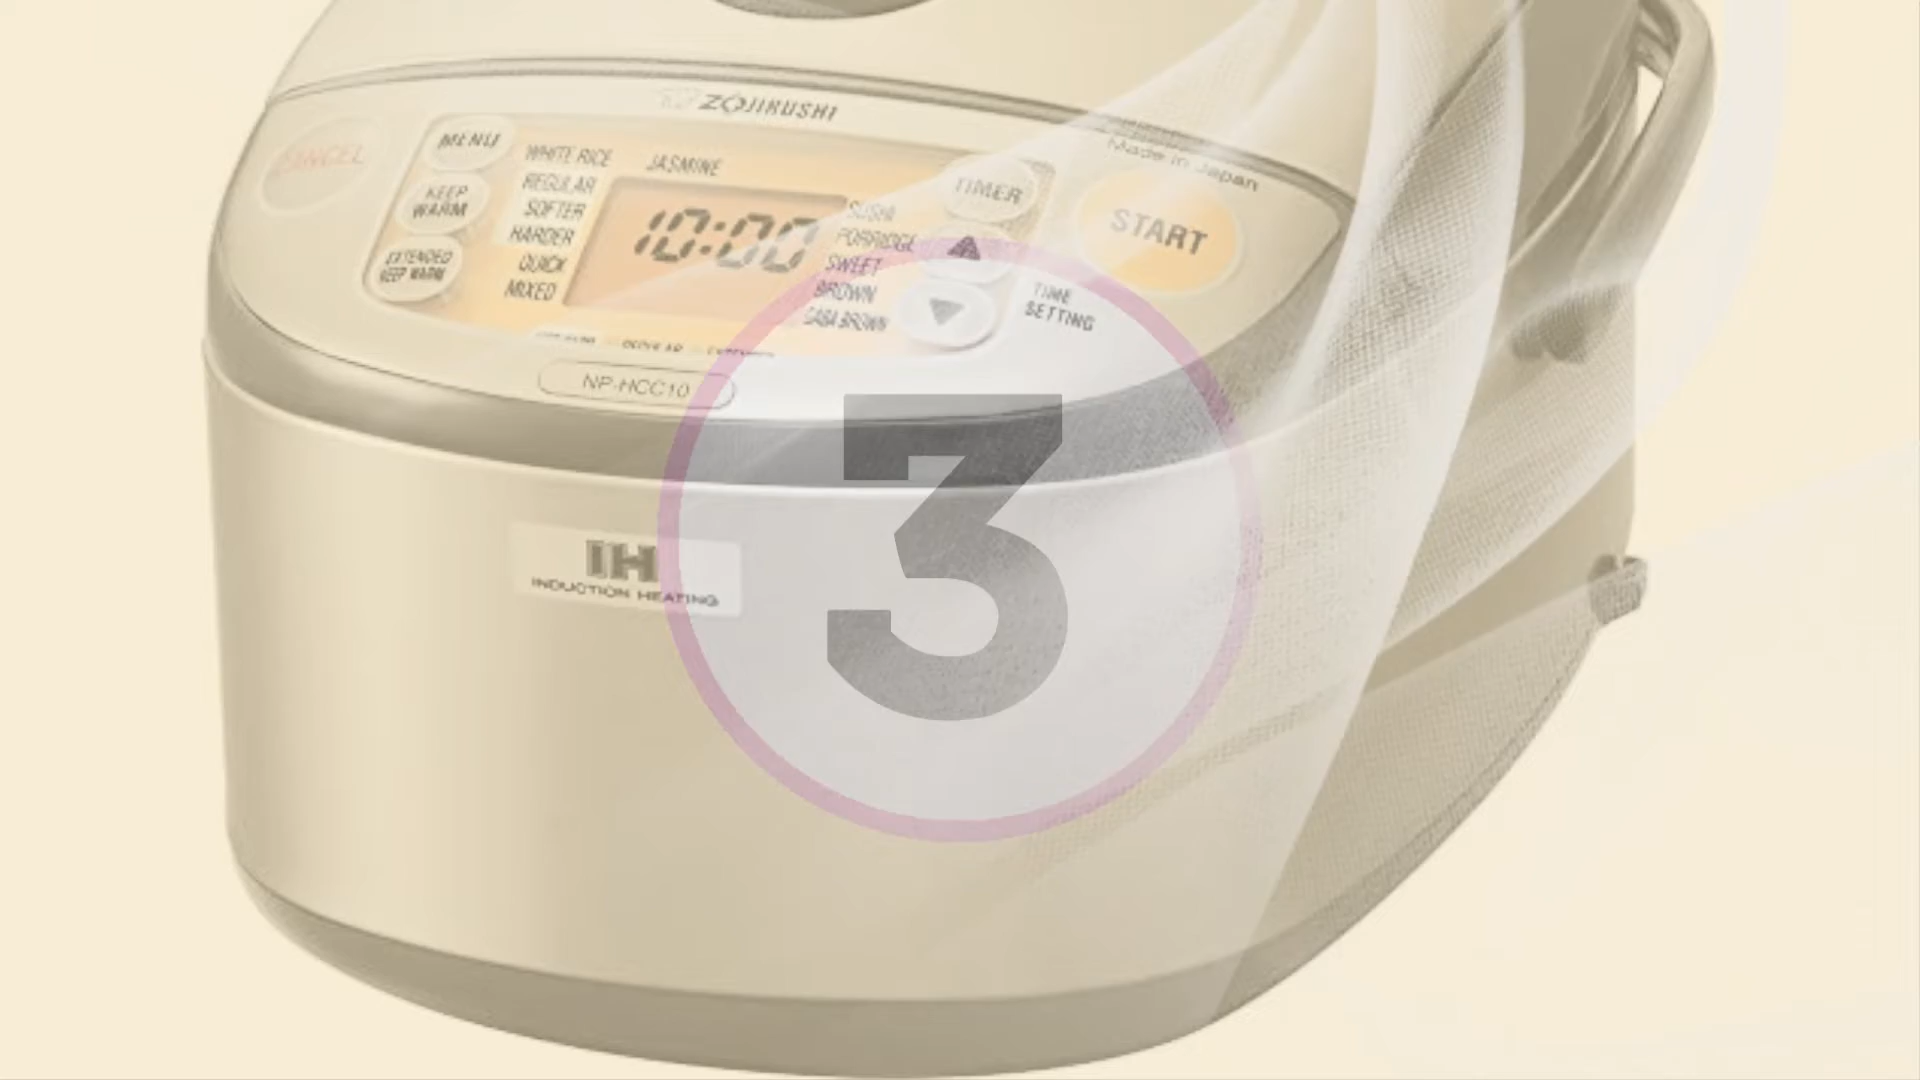 ZOJIRUSHI
Made in Japan
CANCEL
MENU
KEEP
WARM
EXTENDED
KEEP WARM
WHITE RICE
REGULAR
SOFTER
HARDER
QUICK
MIXED
JASMINE
10:00
SUSHI
PORRIDGE
SWEET
BROWN
GABA BROWN
TIMER
START
TIME
SETTING
REGULAR
NP-HCC10
3
IH
INDUCTION HEATING